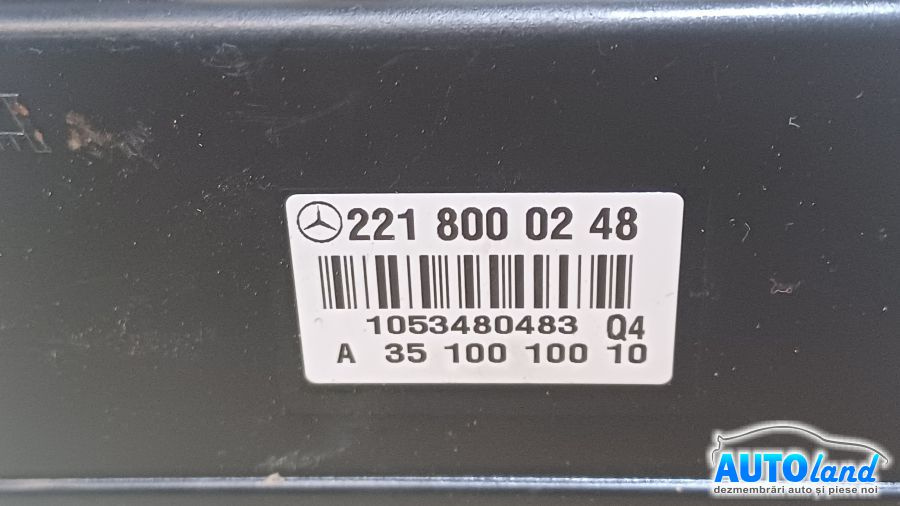 221 800 02 48
1053480483 Q4
A 35 100 100 10
AUTOland
dezmembrări auto și piese noi